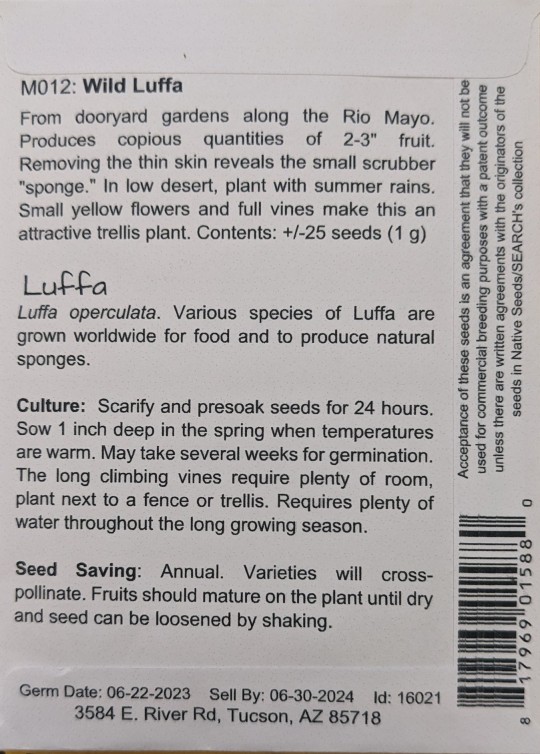 M012: Wild Luffa
From dooryard gardens along the Rio Mayo.
Produces copious quantities of 2-3" fruit.
Removing the thin skin reveals the small scrubber
"sponge." In low desert, plant with summer rains.
Small yellow flowers and full vines make this an
attractive trellis plant. Contents: +/-25 seeds (1 g)
Luffa
Luffa operculata. Various species of Luffa are
grown worldwide for food and to produce natural
sponges.
Culture: Scarify and presoak seeds for 24 hours.
Sow 1 inch deep in the spring when temperatures
are warm. May take several weeks for germination.
The long climbing vines require plenty of room,
plant next to a fence or trellis. Requires plenty of
water throughout the long growing season.
Seed Saving: Annual. Varieties will cross-
pollinate. Fruits should mature on the plant until dry
and seed can be loosened by shaking.
Germ Date: 06-22-2023 Sell By: 06-30-2024 Id: 16021
3584 E. River Rd, Tucson, AZ 85718
Acceptance of these seeds is an agreement that they will not be
used for commercial breeding purposes with a patent outcome
unless there are written agreements with the originators of the
seeds in Native Seeds/SEARCH's collection
8 17969 01588 0